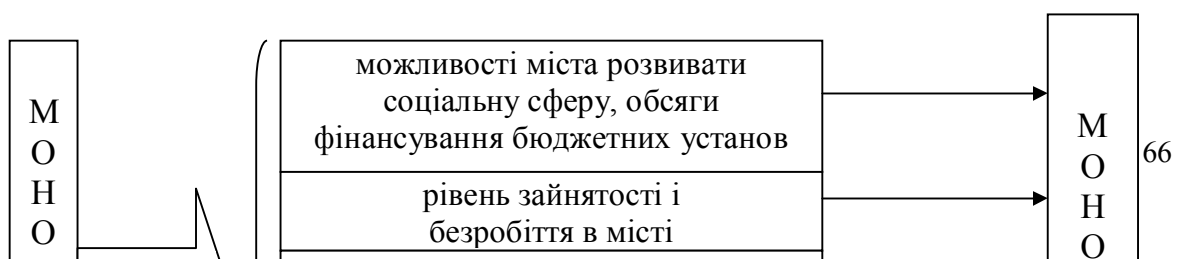 М
О
Н
О
можливості міста розвивати
соціальну сферу, обсяги
фінансування бюджетних установ
рівень зайнятості і
безробіття в місті
М
О
Н
О
66